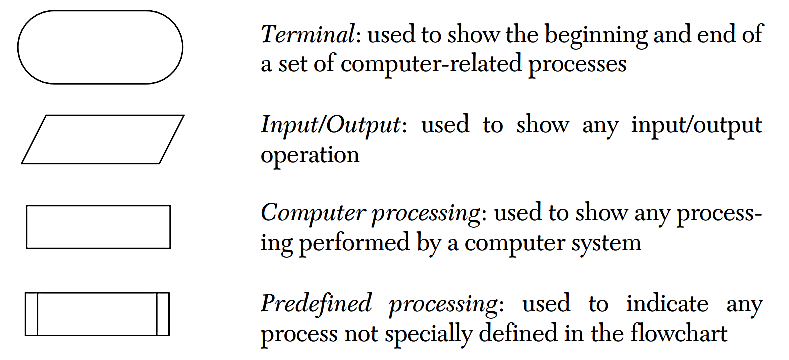 Terminal: used to show the beginning and end of
a set of computer-related processes
Input/Output: used to show any input/output
operation
Computer processing: used to show any process-
ing performed by a computer system
Predefined processing: used to indicate any
process not specially defined in the flowchart